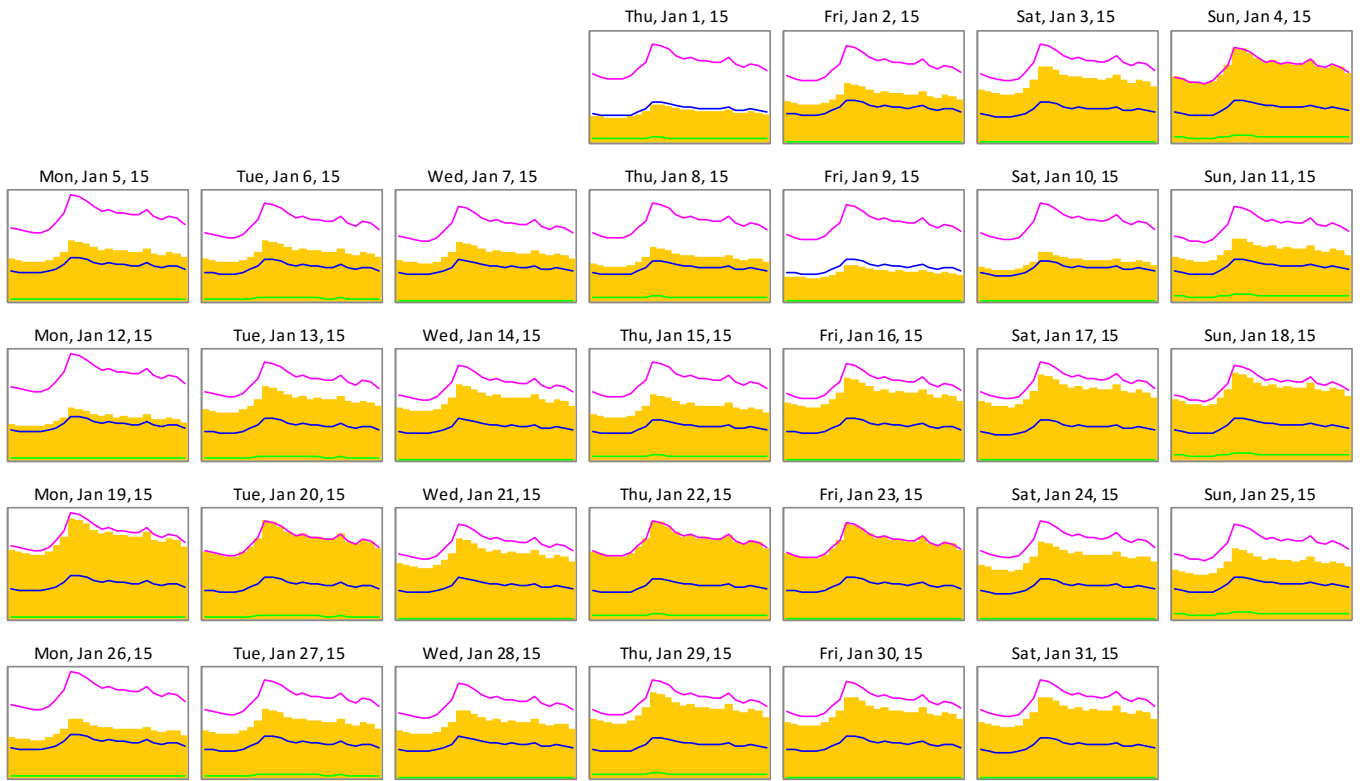 Thu, Jan 1, 15
Fri, Jan 2, 15
Sat, Jan 3, 15
Sun, Jan 4, 15
Mon, Jan 5, 15
Tue, Jan 6, 15
Wed, Jan 7, 15
Thu, Jan 8, 15
Fri, Jan 9, 15
Sat, Jan 10, 15
Sun, Jan 11, 15
Mon, Jan 12, 15
Tue, Jan 13, 15
Wed, Jan 14, 15
Thu, Jan 15, 15
Fri, Jan 16, 15
Sat, Jan 17, 15
Sun, Jan 18, 15
Mon, Jan 19, 15
Tue, Jan 20, 15
Wed, Jan 21, 15
Thu, Jan 22, 15
Fri, Jan 23, 15
Sat, Jan 24, 15
Sun, Jan 25, 15
Mon, Jan 26, 15
Tue, Jan 27, 15
Wed, Jan 28, 15
Thu, Jan 29, 15
Fri, Jan 30, 15
Sat, Jan 31, 15